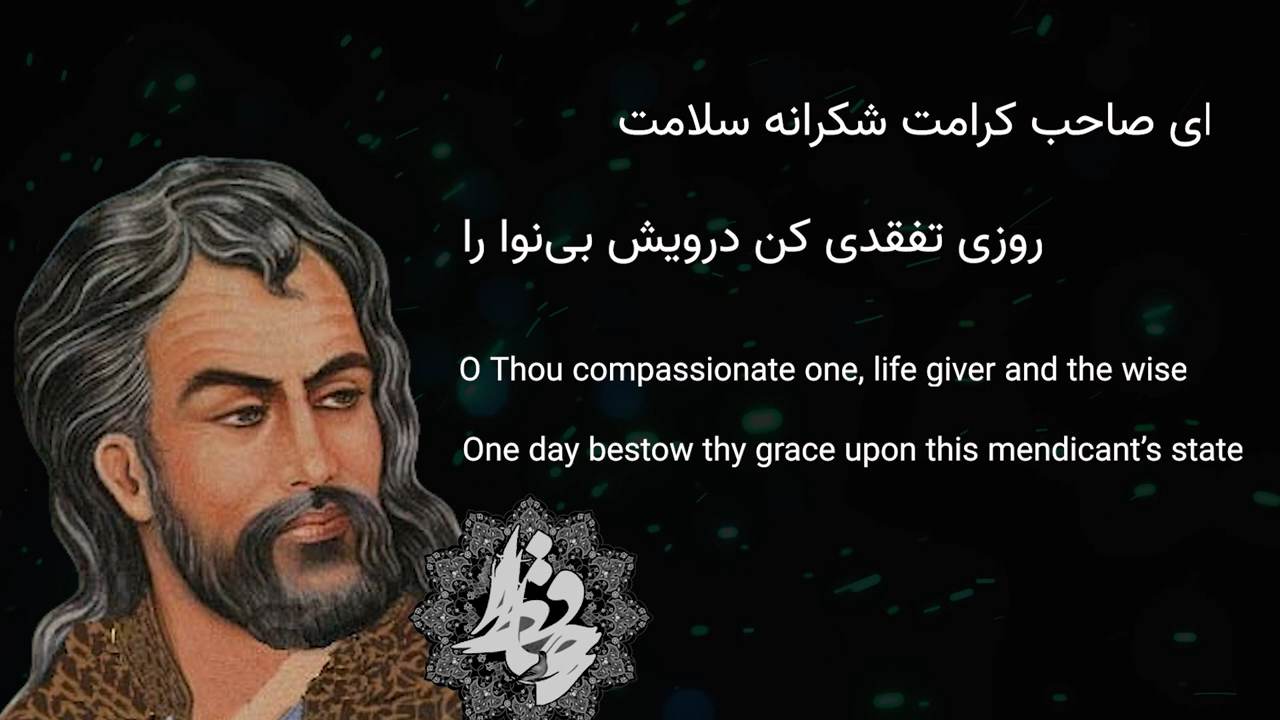 ای صاحب کرامت شکرانه سلامت
روزی تفقدی کن درویش بی‌نوا را
O Thou compassionate one, life giver and the wise
One day bestow thy grace upon this mendicant’s state
حافظ